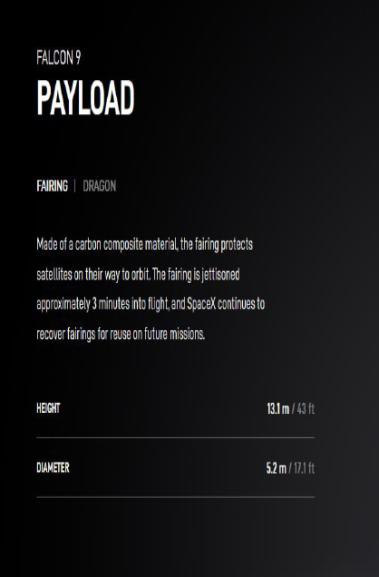 FALCON 9
PAYLOAD
FAIRING | DRAGON
Made of a carbon composite material, the fairing protects
satellites on their way to orbit. The fairing is jettisoned
approximately 3 minutes into flight, and SpaceX continues to
recover fairings for reuse on future missions.
HEIGHT 13.1 m / 43 ft
DIAMETER 5.2 m / 17.1 ft